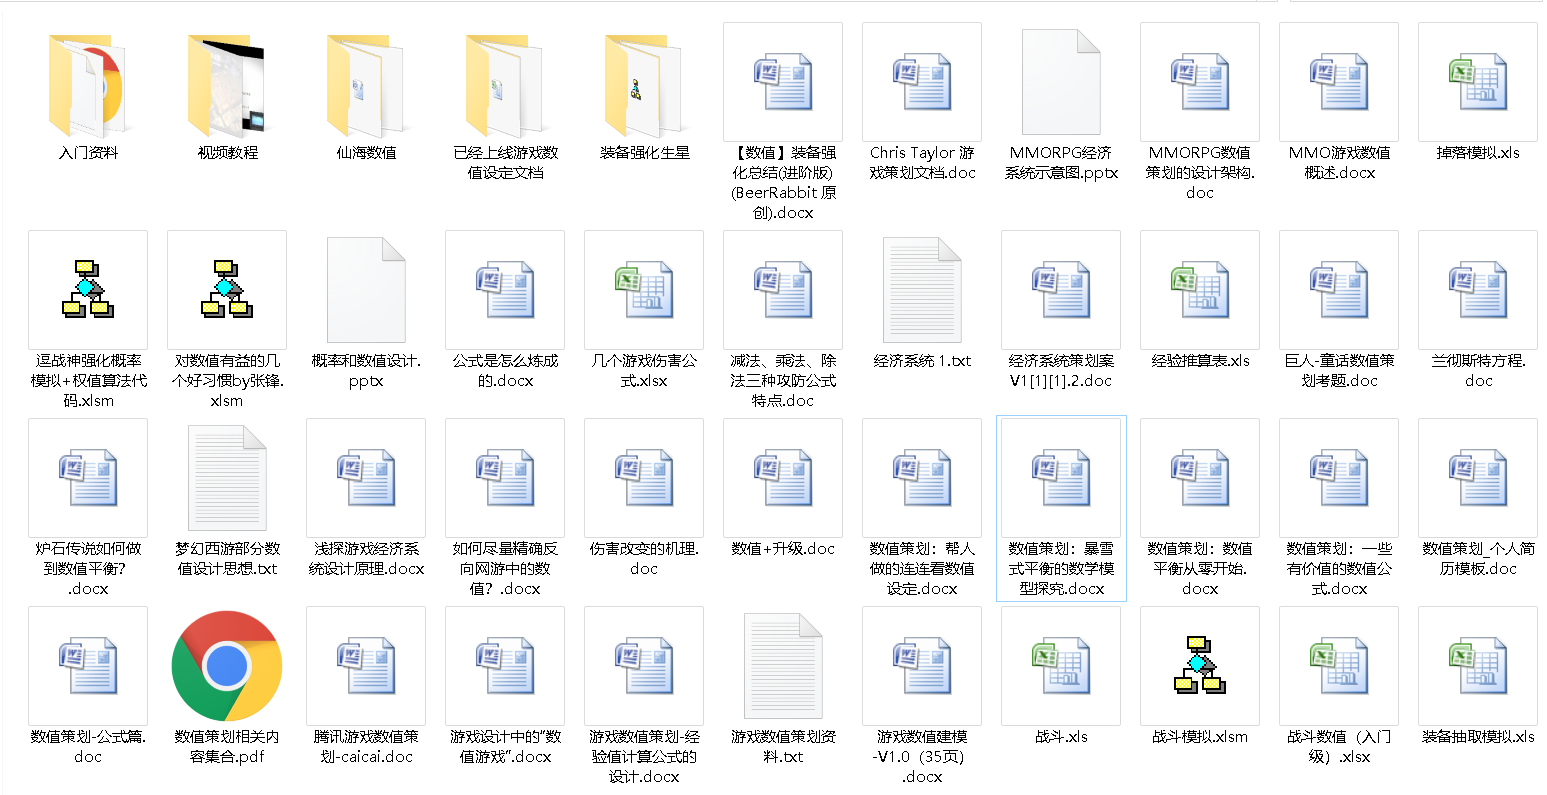 入门资料
视频教程
仙海数值
已经上线游戏数
值设定文档
装备强化生星
【数值】装备强
化总结(进阶版)
(BeerRabbit 原
创).docx
Chris Taylor 游
戏策划文档.doc
MMORPG经济
系统示意图.pptx
MMORPG数值
策划的设计架构.
doc
MMO游戏数值
概述.docx
掉落模拟.xls
逗战神强化概率
模拟+权值算法代
码.xlsm
对数值有益的几
个好习惯by张锋.
xlsm
概率和数值设计.
pptx
公式是怎么炼成
的.docx
几个游戏伤害公
式.xlsx
减法、乘法、除
法三种攻防公式
特点.doc
经济系统 1.txt
经济系统策划案
V1[1][1].2.doc
经验推算表.xls
巨人-童话数值策
划考题.doc
兰彻斯特方程.
doc
炉石传说如何做
到数值平衡？
.docx
梦幻西游部分数
值设计思想.txt
浅探游戏经济系
统设计原理.docx
如何尽量精确反
向网游中的数
值？.docx
伤害改变的机理.
doc
数值+升级.doc
数值策划：帮人
做的连连看数值
设定.docx
数值策划：暴雪
式平衡的数学模
型探究.docx
数值策划：数值
平衡从零开始.
docx
数值策划：一些
有价值的数值公
式.docx
数值策划_个人简
历模板.doc
数值策划-公式篇.
doc
数值策划相关内
容集合.pdf
腾讯游戏数值策
划-caicai.doc
游戏设计中的"数
值游戏".docx
游戏数值策划-经
验值计算公式的
设计.docx
游戏数值策划资
料.txt
游戏数值建模
-V1.0（35页）
.docx
战斗.xls
战斗模拟.xlsm
战斗数值（入门
级）.xlsx
装备抽取模拟.xls